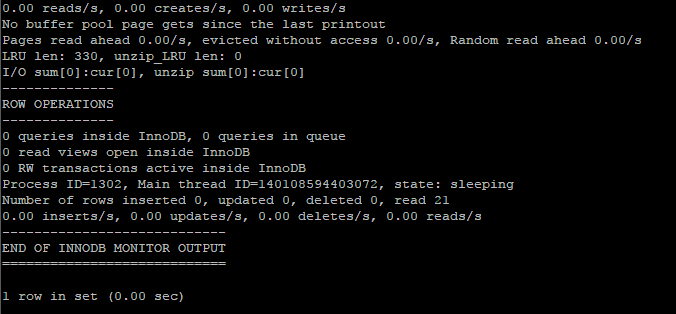 0.00 reads/s, 0.00 creates/s, 0.00 writes/s
No buffer pool page gets since the last printout
Pages read ahead 0.00/s, evicted without access 0.00/s, Random read ahead 0.00/s
LRU len: 330, unzip_LRU len: 0
I/O sum[0]:cur[0], unzip sum[0]:cur[0]
--------------
ROW OPERATIONS
--------------
0 queries inside InnoDB, 0 queries in queue
0 read views open inside InnoDB
0 RW transactions active inside InnoDB
Process ID=1302, Main thread ID=140108594403072, state: sleeping
Number of rows inserted 0, updated 0, deleted 0, read 21
0.00 inserts/s, 0.00 updates/s, 0.00 deletes/s, 0.00 reads/s
----------------------------
END OF INNODB MONITOR OUTPUT
============================
1 row in set (0.00 sec)